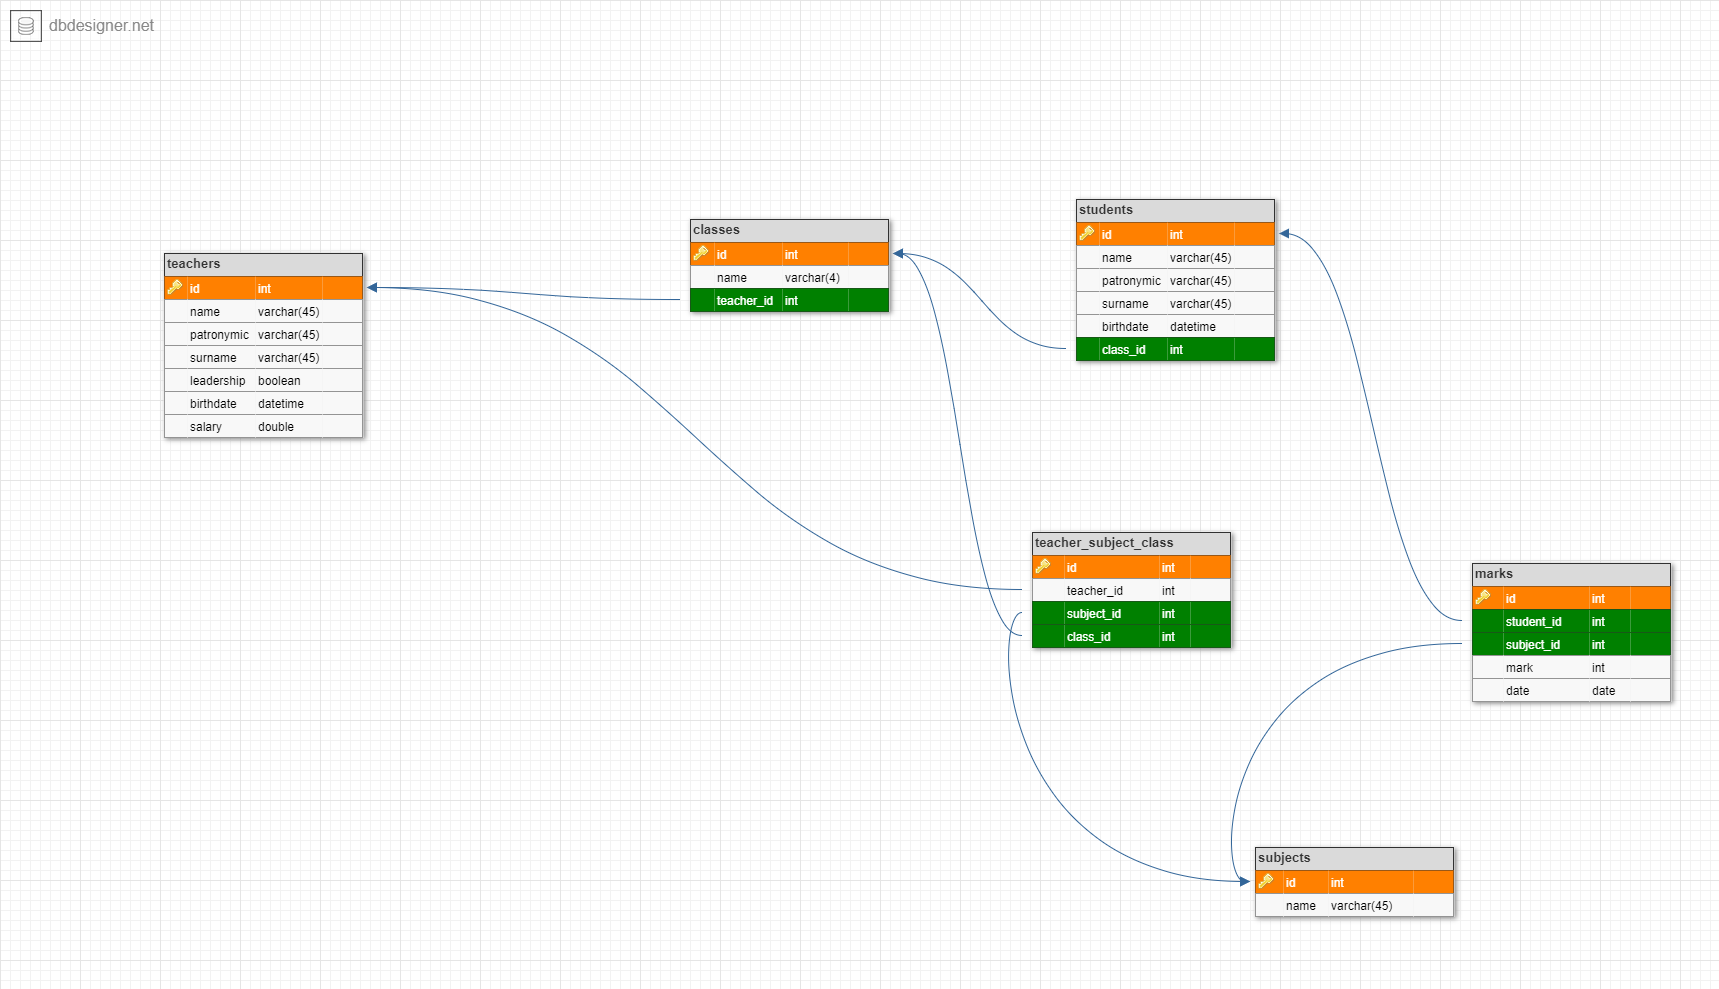 dbdesigner.net
teachers
id int
name varchar(45)
patronymic varchar(45)
surname varchar(45)
leadership boolean
birthdate datetime
salary double
classes
id int
name varchar(4)
teacher_id int
students
id int
name varchar(45)
patronymic varchar(45)
surname varchar(45)
birthdate datetime
class_id int
teacher_subject_class
id int
teacher_id int
subject_id int
class_id int
marks
id int
student_id int
subject_id int
mark int
date date
subjects
id int
name varchar(45)